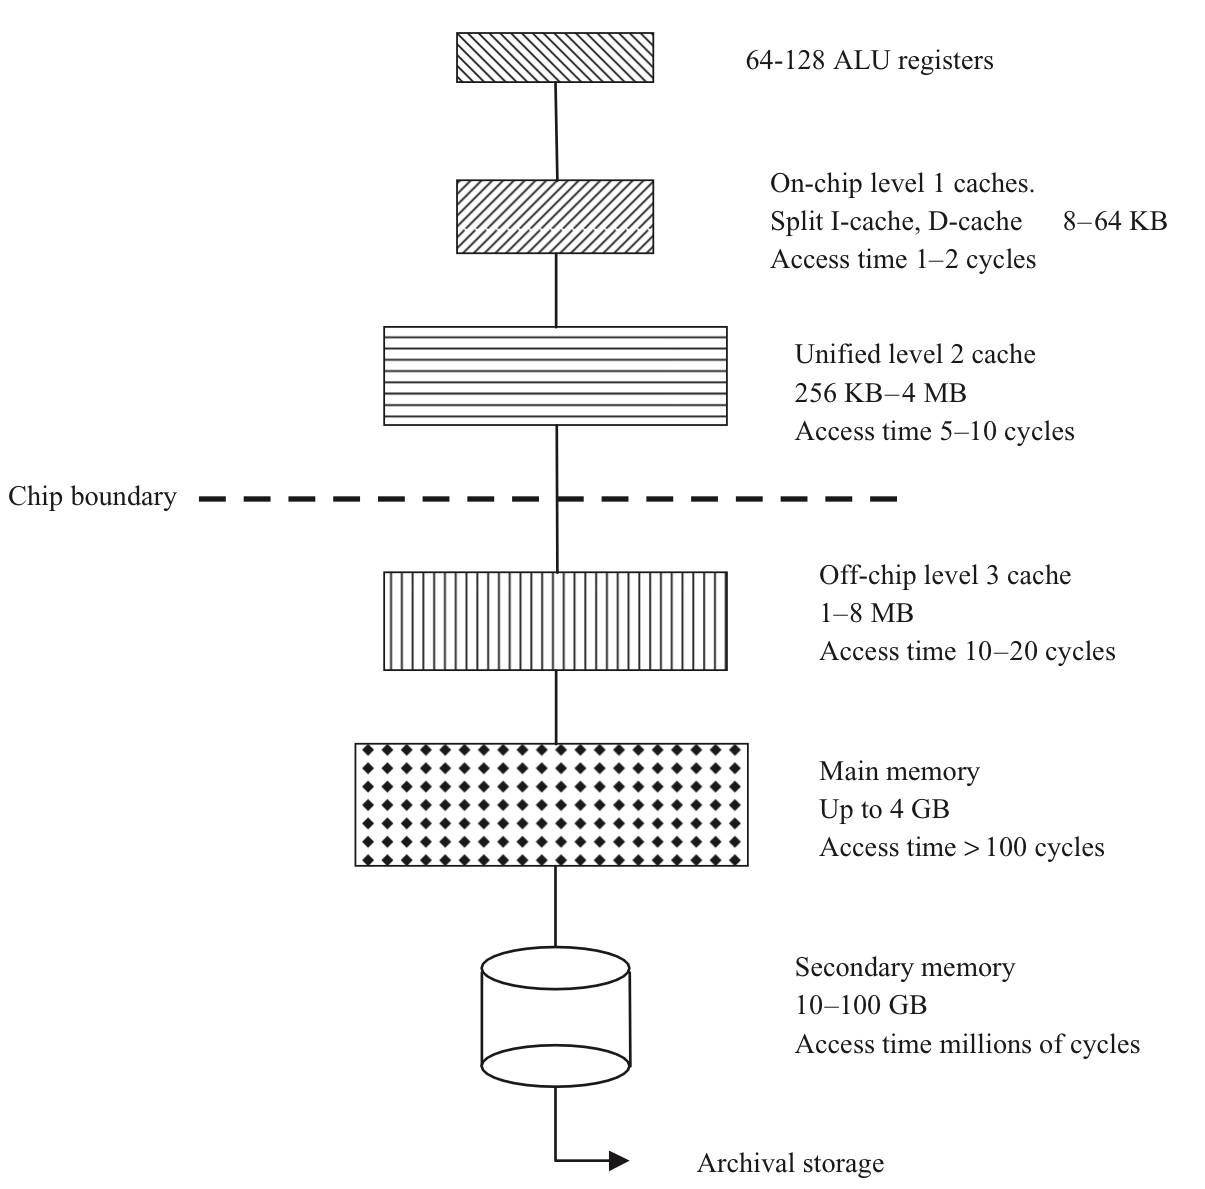 64-128 ALU registers
On-chip level 1 caches.
Split I-cache, D-cache 8–64 KB
Access time 1–2 cycles
Unified level 2 cache
256 KB–4 MB
Access time 5–10 cycles
Chip boundary
Off-chip level 3 cache
1–8 MB
Access time 10–20 cycles
Main memory
Up to 4 GB
Access time > 100 cycles
Secondary memory
10–100 GB
Access time millions of cycles
Archival storage